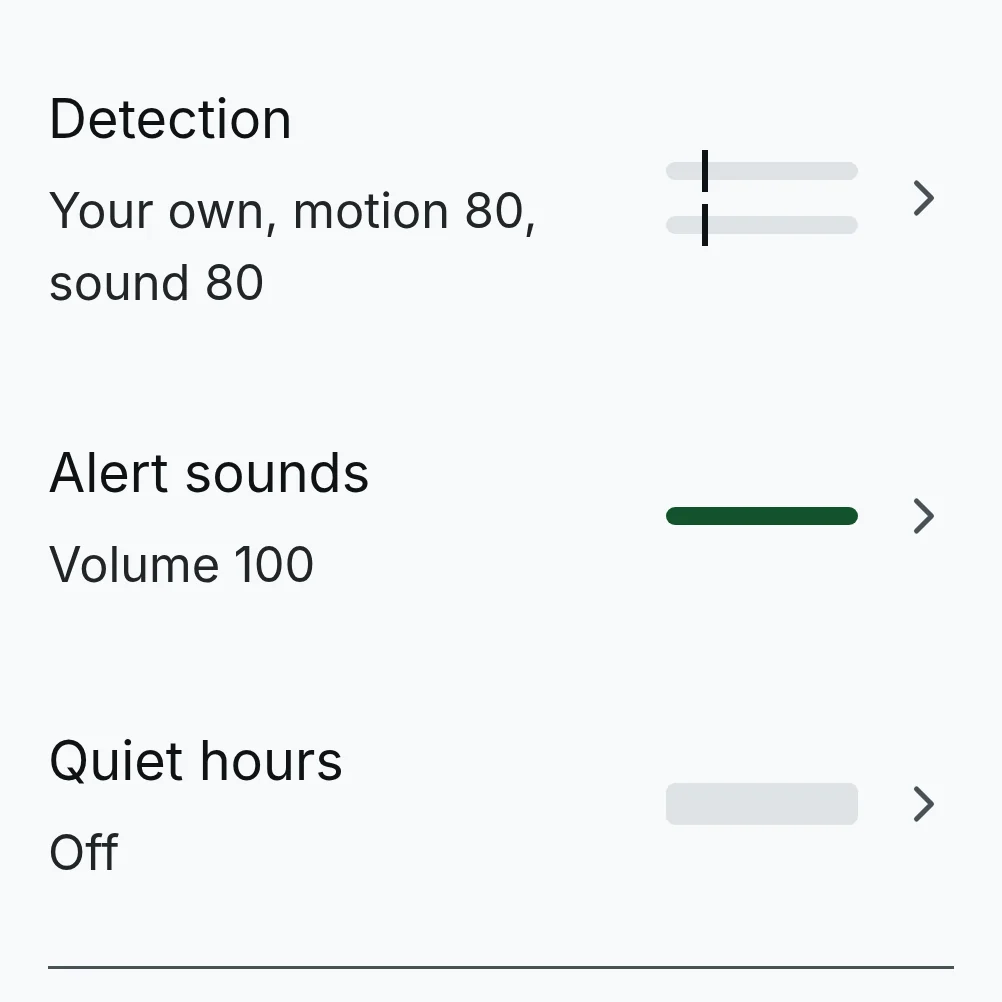 Detection
Your own, motion 80,
sound 80
Alert sounds
Volume 100
Quiet hours
Off